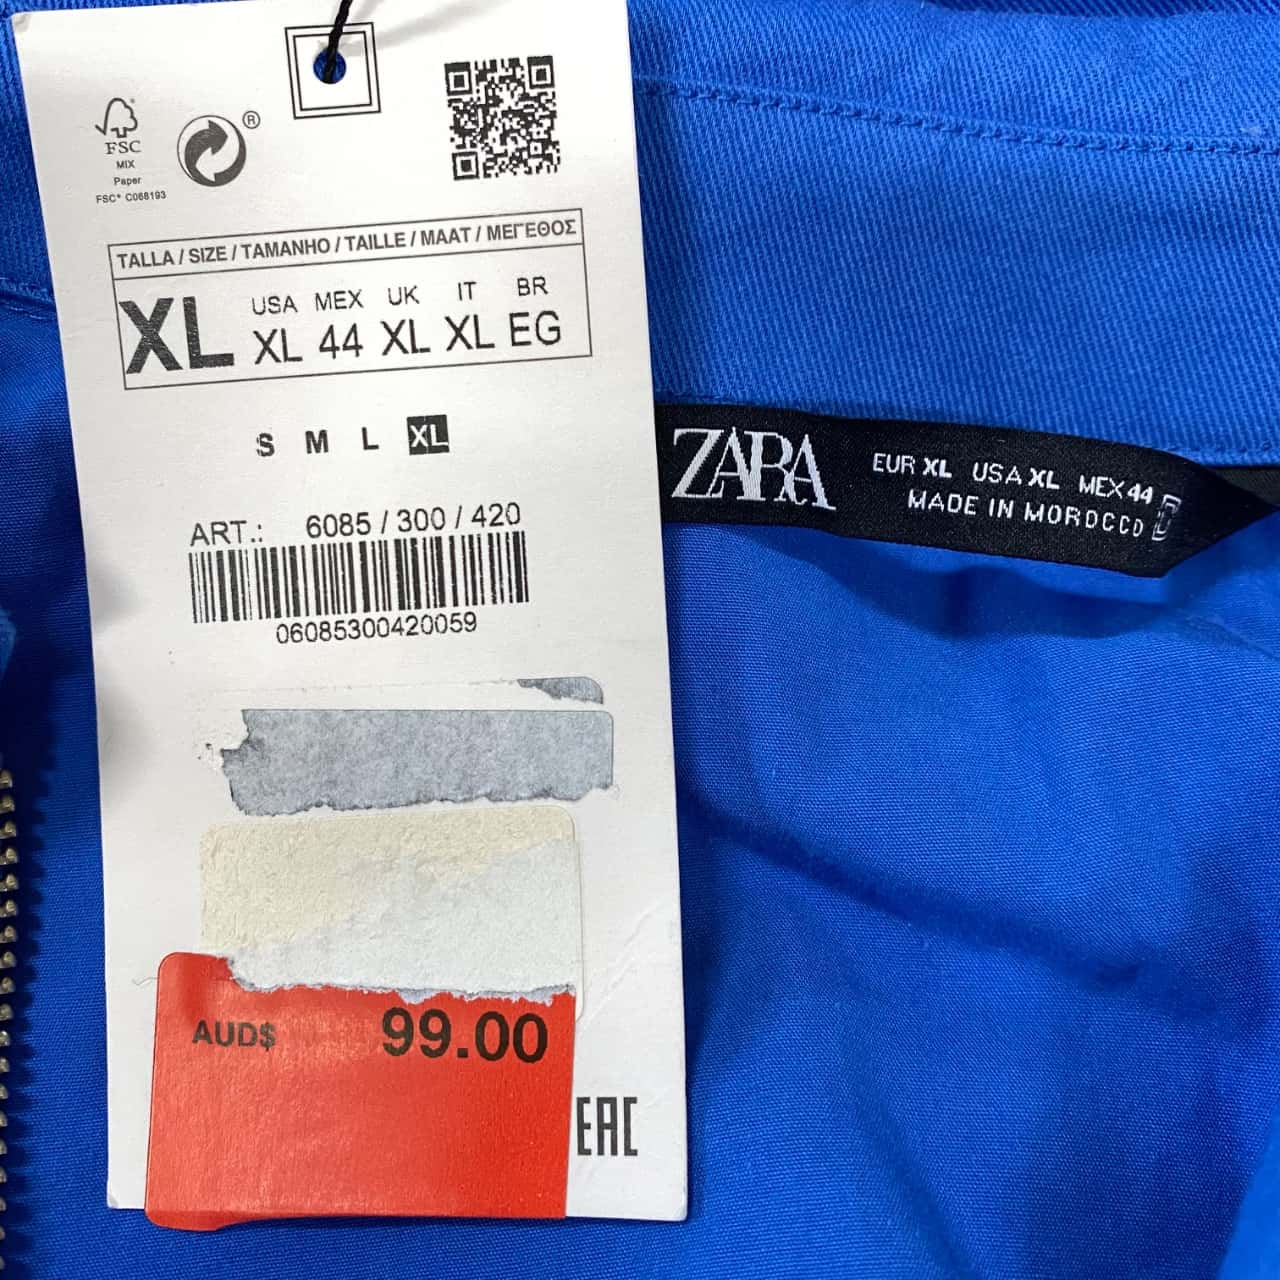 FSC
MIX
Paper
FSC® C068193
®
TALLA / SIZE / TAMANHO / TAILLE / MAAT / ΜΕΓΕΘΟΣ
XL
USA MEX UK IT BR
XL 44 XL XL EG
S M L XL
ART.: 6085 / 300 / 420
06085300420059
AUD$ 99.00
EAC
ZARA
EUR XL USA XL MEX 44
MADE IN MOROCCO